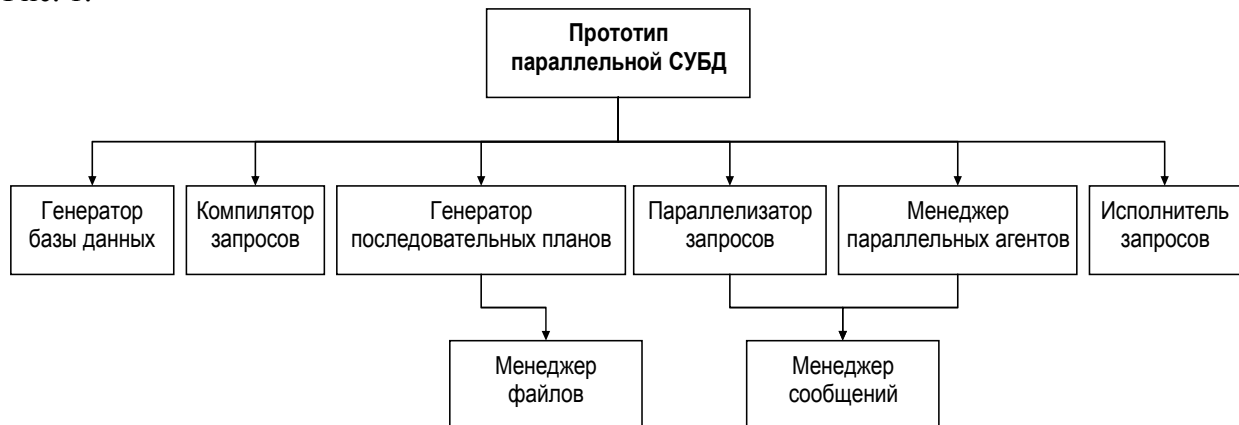 Рис. 1.
Прототип
параллельной СУБД
Генератор
базы данных
Компилятор
запросов
Генератор
последовательных планов
Параллелизатор
запросов
Менеджер
параллельных агентов
Исполнитель
запросов
Менеджер
файлов
Менеджер
сообщений